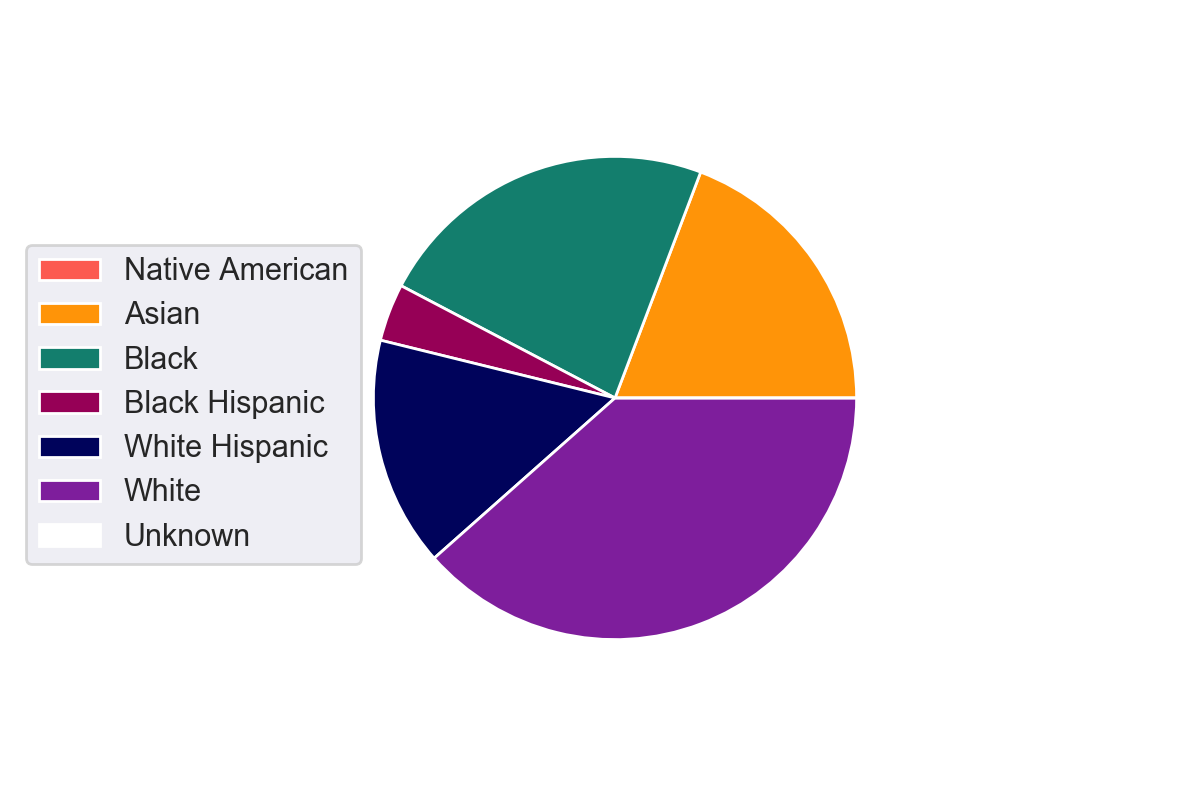 Native American
Asian
Black
Black Hispanic
White Hispanic
White
Unknown